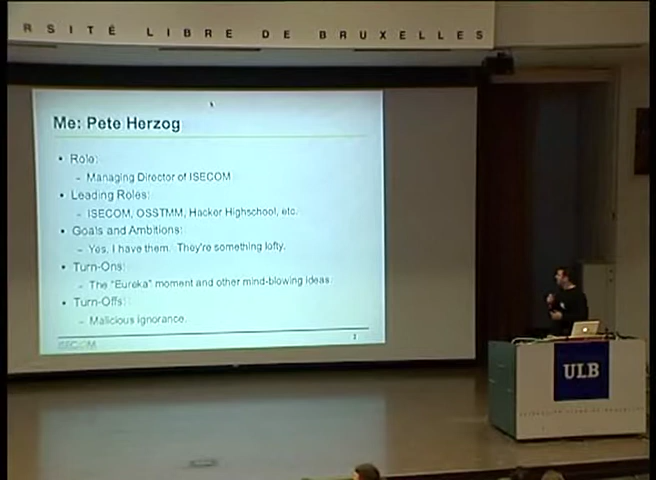 RSITÉ LIBRE DE BRUXELLES
Me: Pete Herzog
• Role:
– Managing Director of ISECOM
• Leading Roles:
– ISECOM, OSSTMM, Hacker Highschool, etc.
• Goals and Ambitions:
– Yes, I have them. They're something lofty.
• Turn-Ons:
– The "Eureka" moment and other mind-blowing ideas.
• Turn-Offs:
– Malicious ignorance.
ISECOM
2
ULB